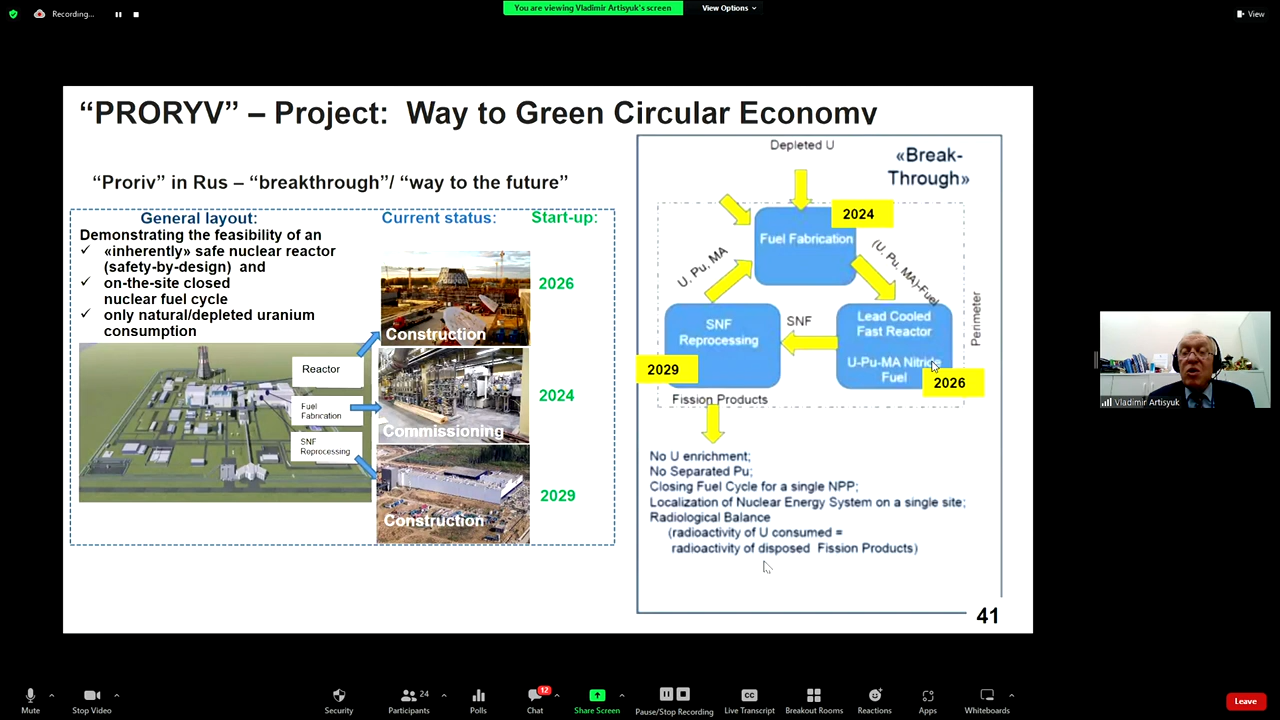 Recording...
You are viewing Vladimir Artisyuk's screen
View Options
View
“PRORYV” – Project: Way to Green Circular Economy
“Proriv” in Rus – “breakthrough”/ “way to the future”
General layout:
Current status:
Start-up:
Demonstrating the feasibility of an
✓ «inherently» safe nuclear reactor
(safety-by-design) and
✓ on-the-site closed
nuclear fuel cycle
✓ only natural/depleted uranium
consumption
Reactor
Fuel
Fabrication
SNF
Reprocessing
Construction
2026
Commissioning
2024
Construction
2029
Depleted U
«Break-
Through»
2024
Fuel Fabrication
U, Pu, MA
(U, Pu, MA)-Fuel
SNF
Reprocessing
SNF
Lead Cooled
Fast Reactor
U-Pu-MA Nitride
Fuel
Perimeter
2029
2026
Fission Products
No U enrichment;
No Separated Pu;
Closing Fuel Cycle for a single NPP;
Localization of Nuclear Energy System on a single site;
Radiological Balance
(radioactivity of U consumed =
radioactivity of disposed Fission Products)
41
Vladimir Artisyuk
Mute
Stop Video
Security
24
Participants
Polls
12
Chat
Share Screen
Pause/Stop Recording
CC
Live Transcript
Breakout Rooms
Reactions
Apps
Whiteboards
Leave